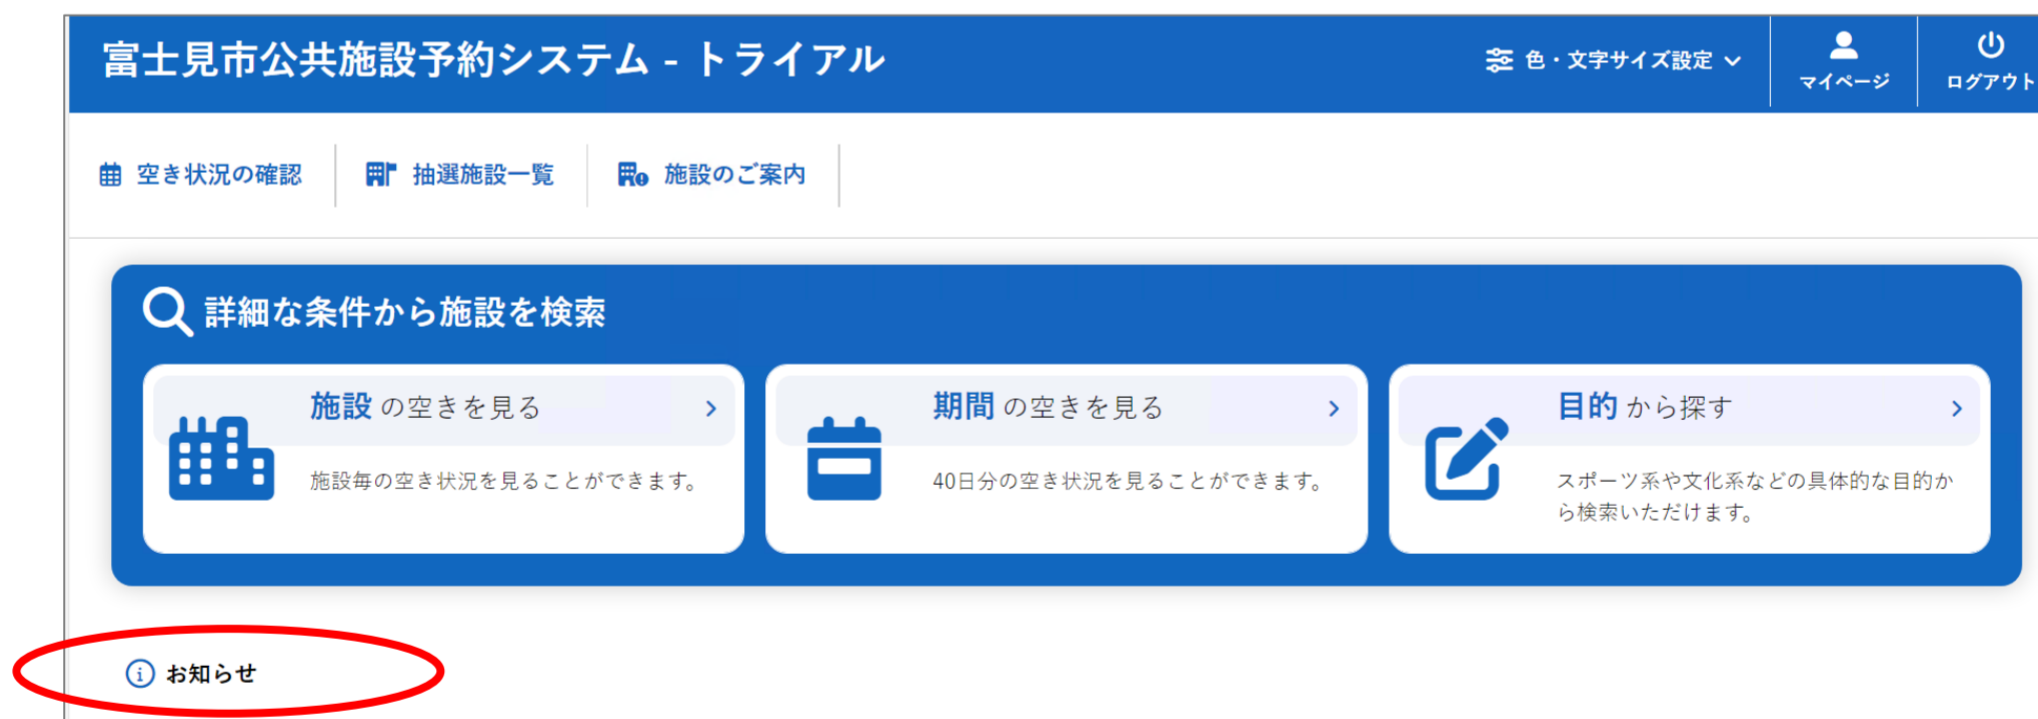 富士見市公共施設予約システム - トライアル
色・文字サイズ設定
マイページ
ログアウト
空き状況の確認
抽選施設一覧
施設のご案内
詳細な条件から施設を検索
施設 の空きを見る
施設毎の空き状況を見ることができます。
期間 の空きを見る
40日分の空き状況を見ることができます。
目的 から探す
スポーツ系や文化系などの具体的な目的か
ら検索いただけます。
お知らせ